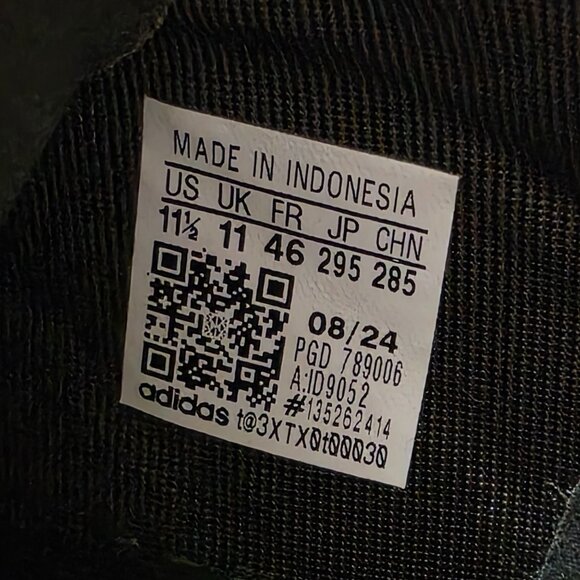 MADE IN INDONESIA
US UK FR JP CHN
11½ 11 46 295 285
08/24
PGD 789006
A:ID9052
#135262414
adidas t@3XTX0t00030